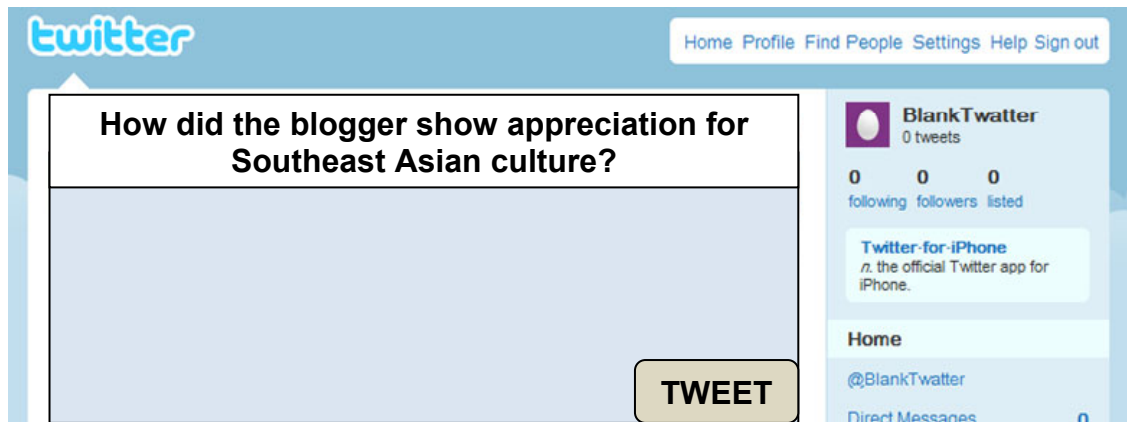 twitter
Home Profile Find People Settings Help Sign out
How did the blogger show appreciation for
Southeast Asian culture?
TWEET
BlankTwatter
0 tweets
0 0 0
following followers listed
Twitter-for-iPhone
n. the official Twitter app for
iPhone.
Home
@BlankTwatter
Direct Messages 0